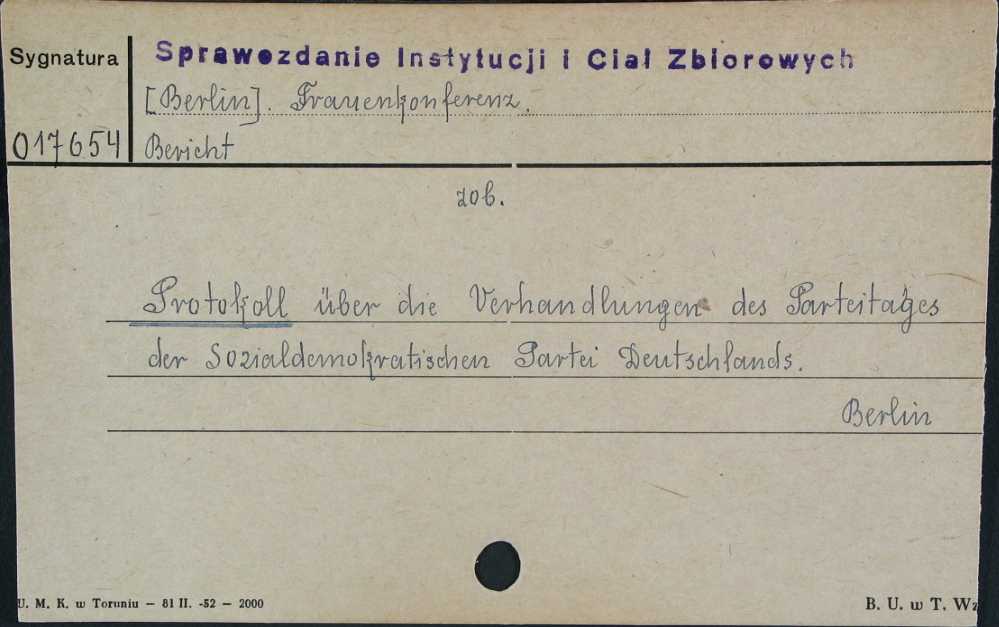 Sygnatura
Sprawozdanie Instytucji i Ciał Zbiorowych
[Berlin]. Frauenkonferenz.
017654
Bericht
zob.
Protokoll über die Verhandlungen des Parteitages
der Sozialdemokratischen Partei Deutschlands.
Berlin
U. M. K. w Toruniu — 81 II. -52 — 2000
B. U. w T. Wz